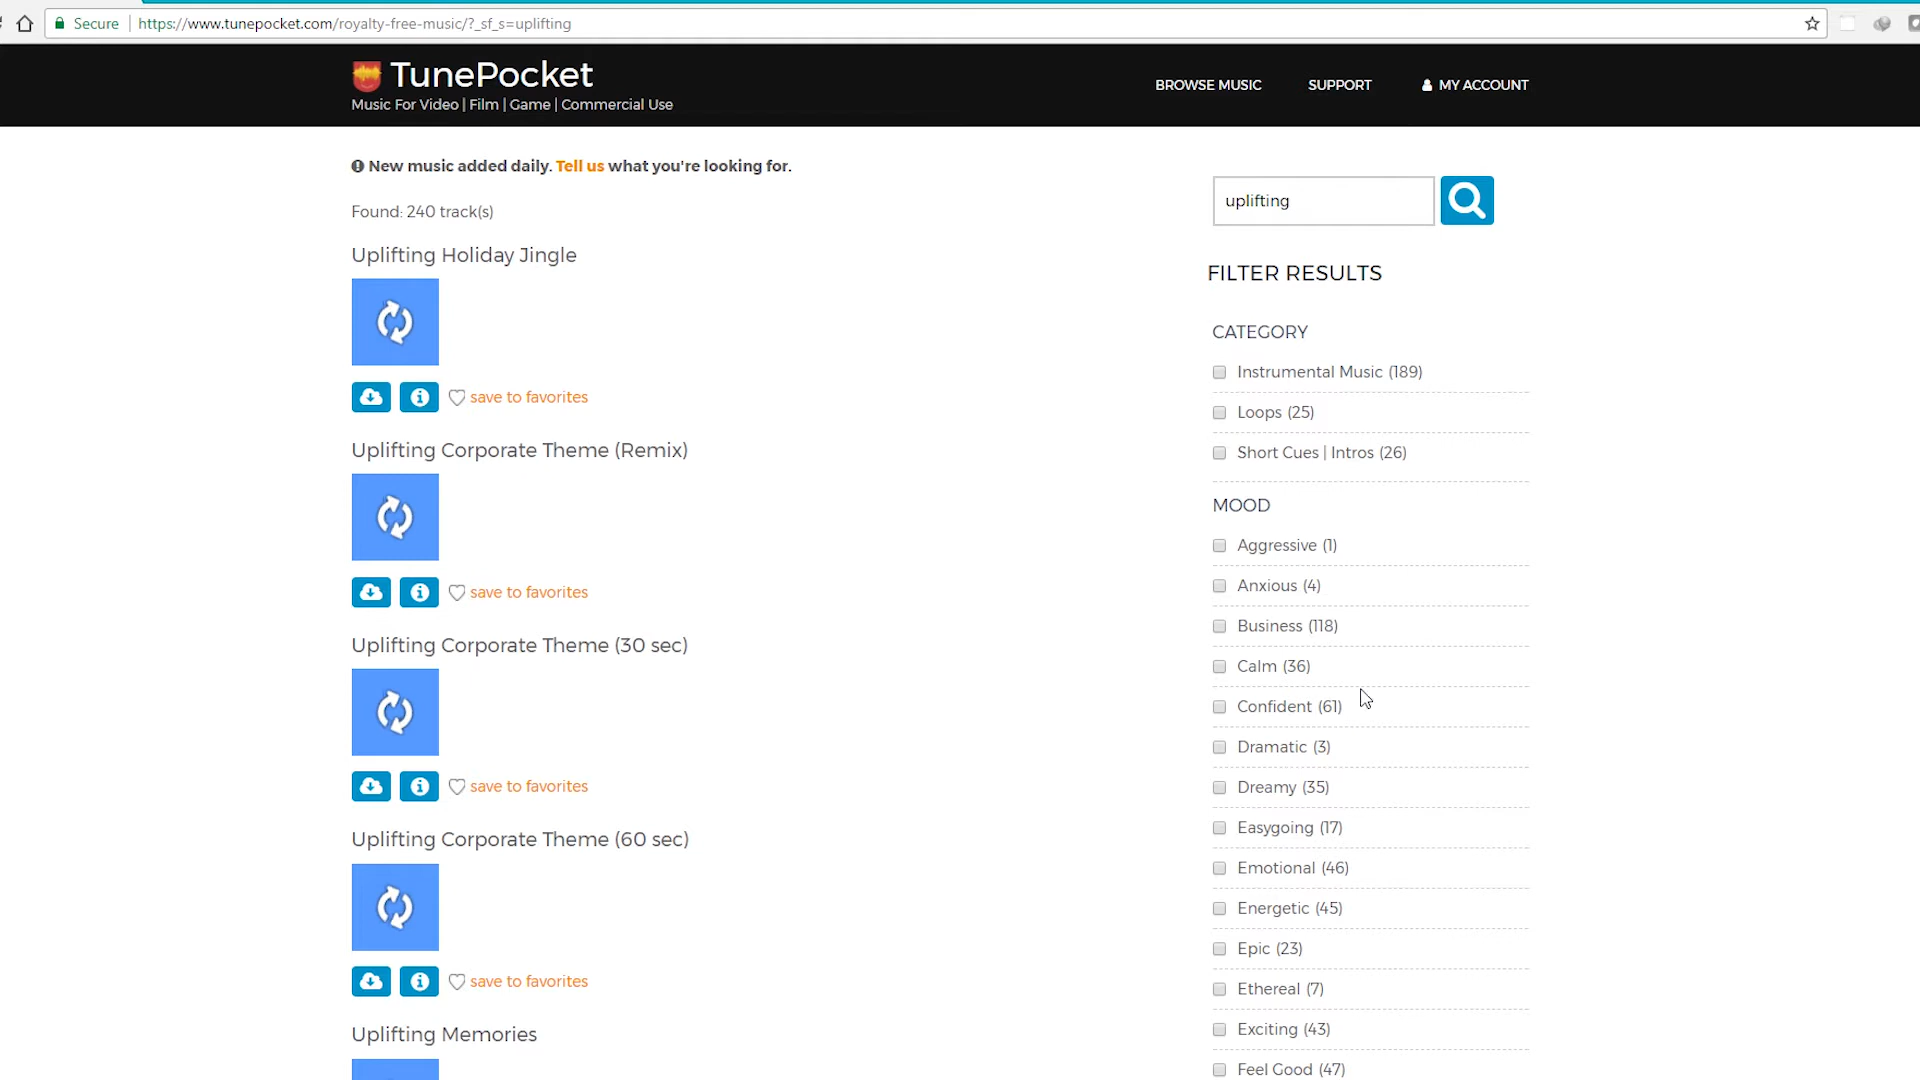 Secure https://www.tunepocket.com/royalty-free-music/?_sf_s=uplifting
TunePocket
Music For Video | Film | Game | Commercial Use
BROWSE MUSIC SUPPORT MY ACCOUNT
New music added daily. Tell us what you're looking for.
Found: 240 track(s)
Uplifting Holiday Jingle
save to favorites
Uplifting Corporate Theme (Remix)
save to favorites
Uplifting Corporate Theme (30 sec)
save to favorites
Uplifting Corporate Theme (60 sec)
save to favorites
Uplifting Memories
uplifting
FILTER RESULTS
CATEGORY
Instrumental Music (189)
Loops (25)
Short Cues | Intros (26)
MOOD
Aggressive (1)
Anxious (4)
Business (118)
Calm (36)
Confident (61)
Dramatic (3)
Dreamy (35)
Easygoing (17)
Emotional (46)
Energetic (45)
Epic (23)
Ethereal (7)
Exciting (43)
Feel Good (47)